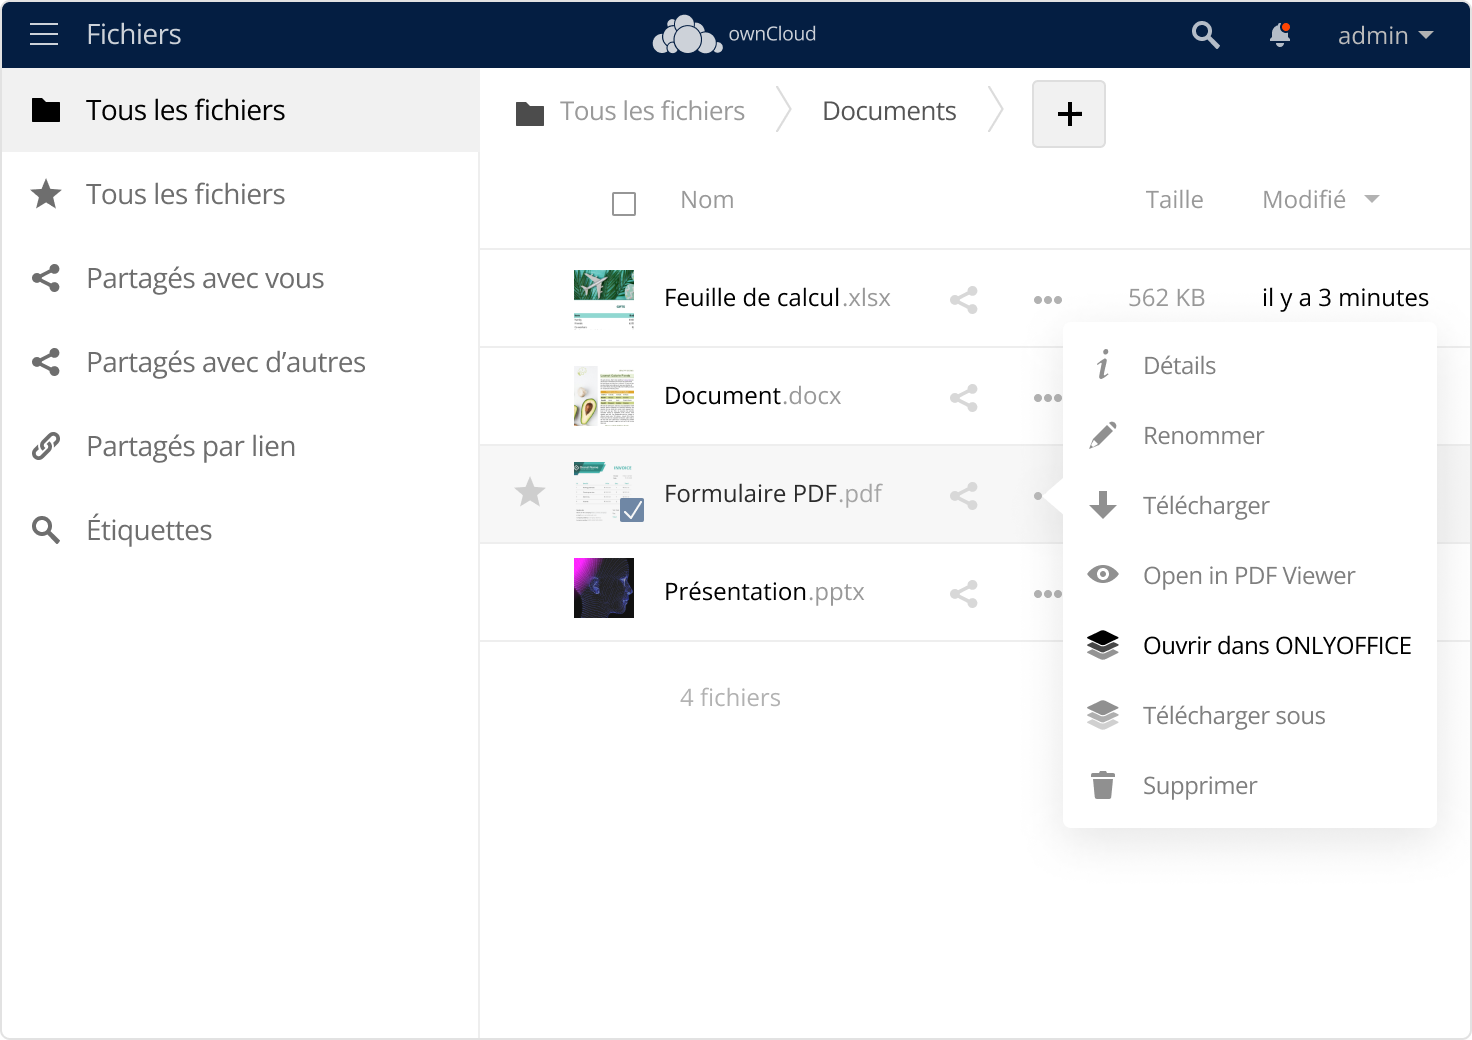 Fichiers
ownCloud
admin
Tous les fichiers
Tous les fichiers
Partagés avec vous
Partagés avec d’autres
Partagés par lien
Étiquettes
Tous les fichiers
Documents
+
Nom
Taille
Modifié
Feuille de calcul.xlsx
562 KB
il y a 3 minutes
Document.docx
Formulaire PDF.pdf
Présentation.pptx
4 fichiers
Détails
Renommer
Télécharger
Open in PDF Viewer
Ouvrir dans ONLYOFFICE
Télécharger sous
Supprimer